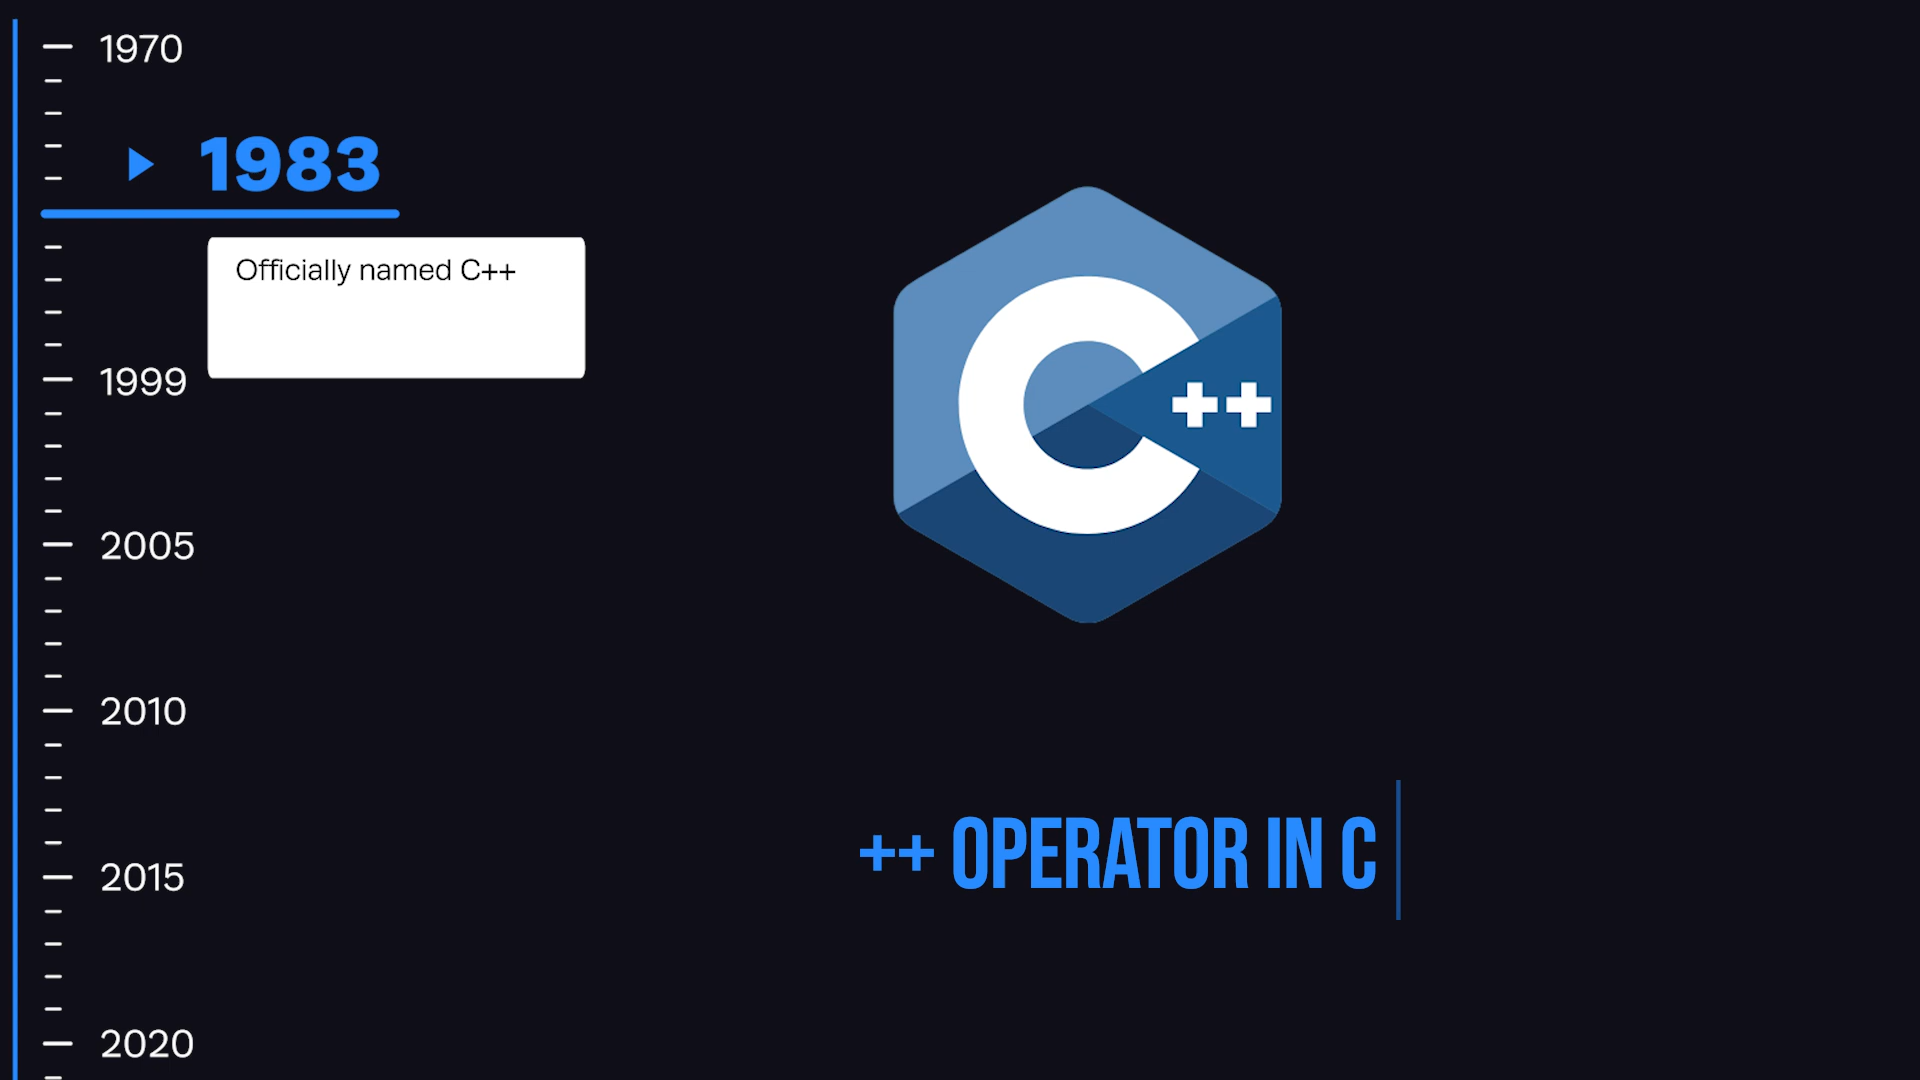 1970
1983
Officially named C++
1999
2005
2010
2015
2020
C++
++ OPERATOR IN C